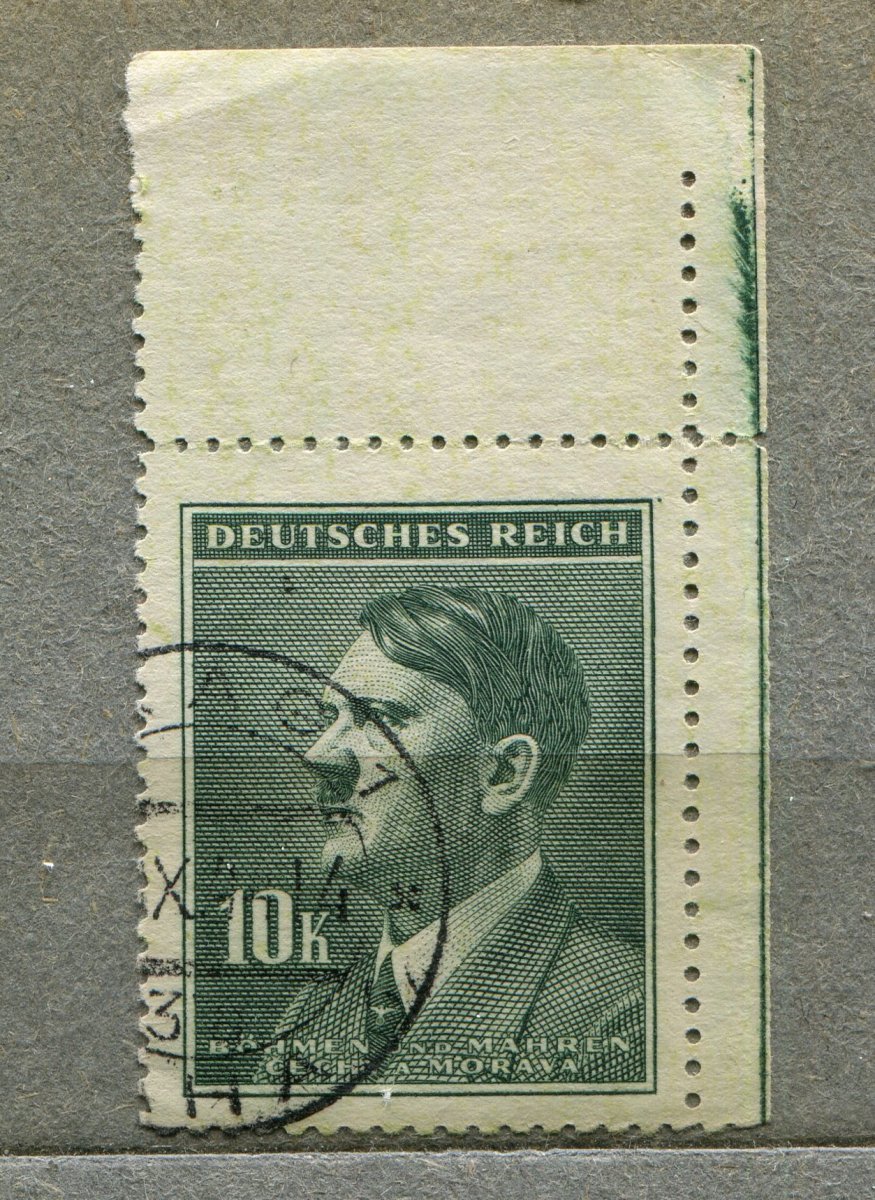 DEUTSCHES REICH
10K
BÖHMEN UND MÄHREN
ČECHY A MORAVA